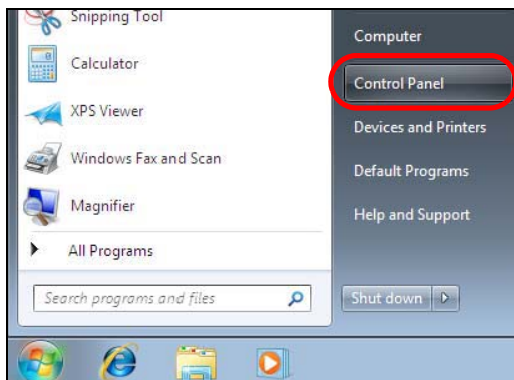 Snipping Tool
Calculator
XPS Viewer
Windows Fax and Scan
Magnifier
All Programs
Search programs and files
Computer
Control Panel
Devices and Printers
Default Programs
Help and Support
Shut down